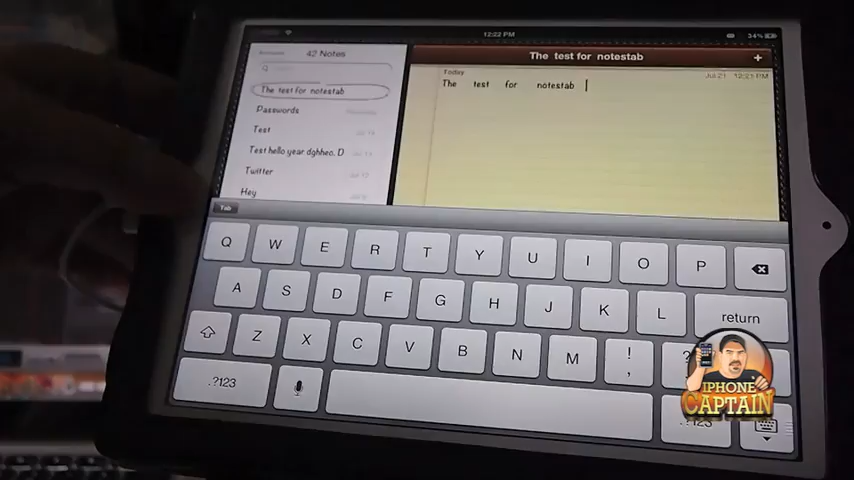 12:22 PM
34%
42 Notes
The test for notestab
+
Today
Jul 21 12:21 PM
The test for notestab
The test for notestab
Passwords
Test
Test hello year dghheo. D
Twitter
Hey
Tab
Q W E R T Y U I O P
A S D F G H J K L return
Z X C V B N M ! ,
?
.?123
.?123
IPHONE
CAPTAIN